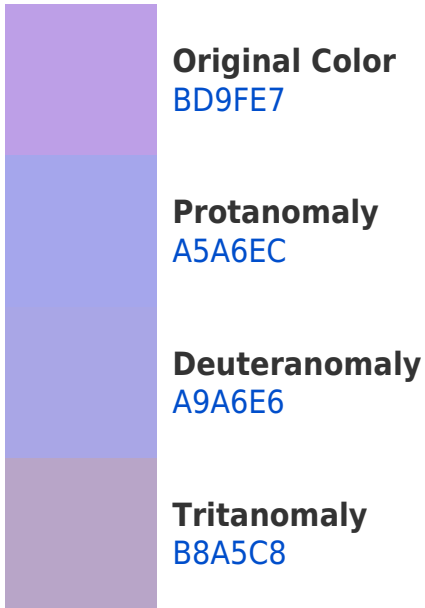 Original Color
BD9FE7
Protanomaly
A5A6EC
Deuteranomaly
A9A6E6
Tritanomaly
B8A5C8